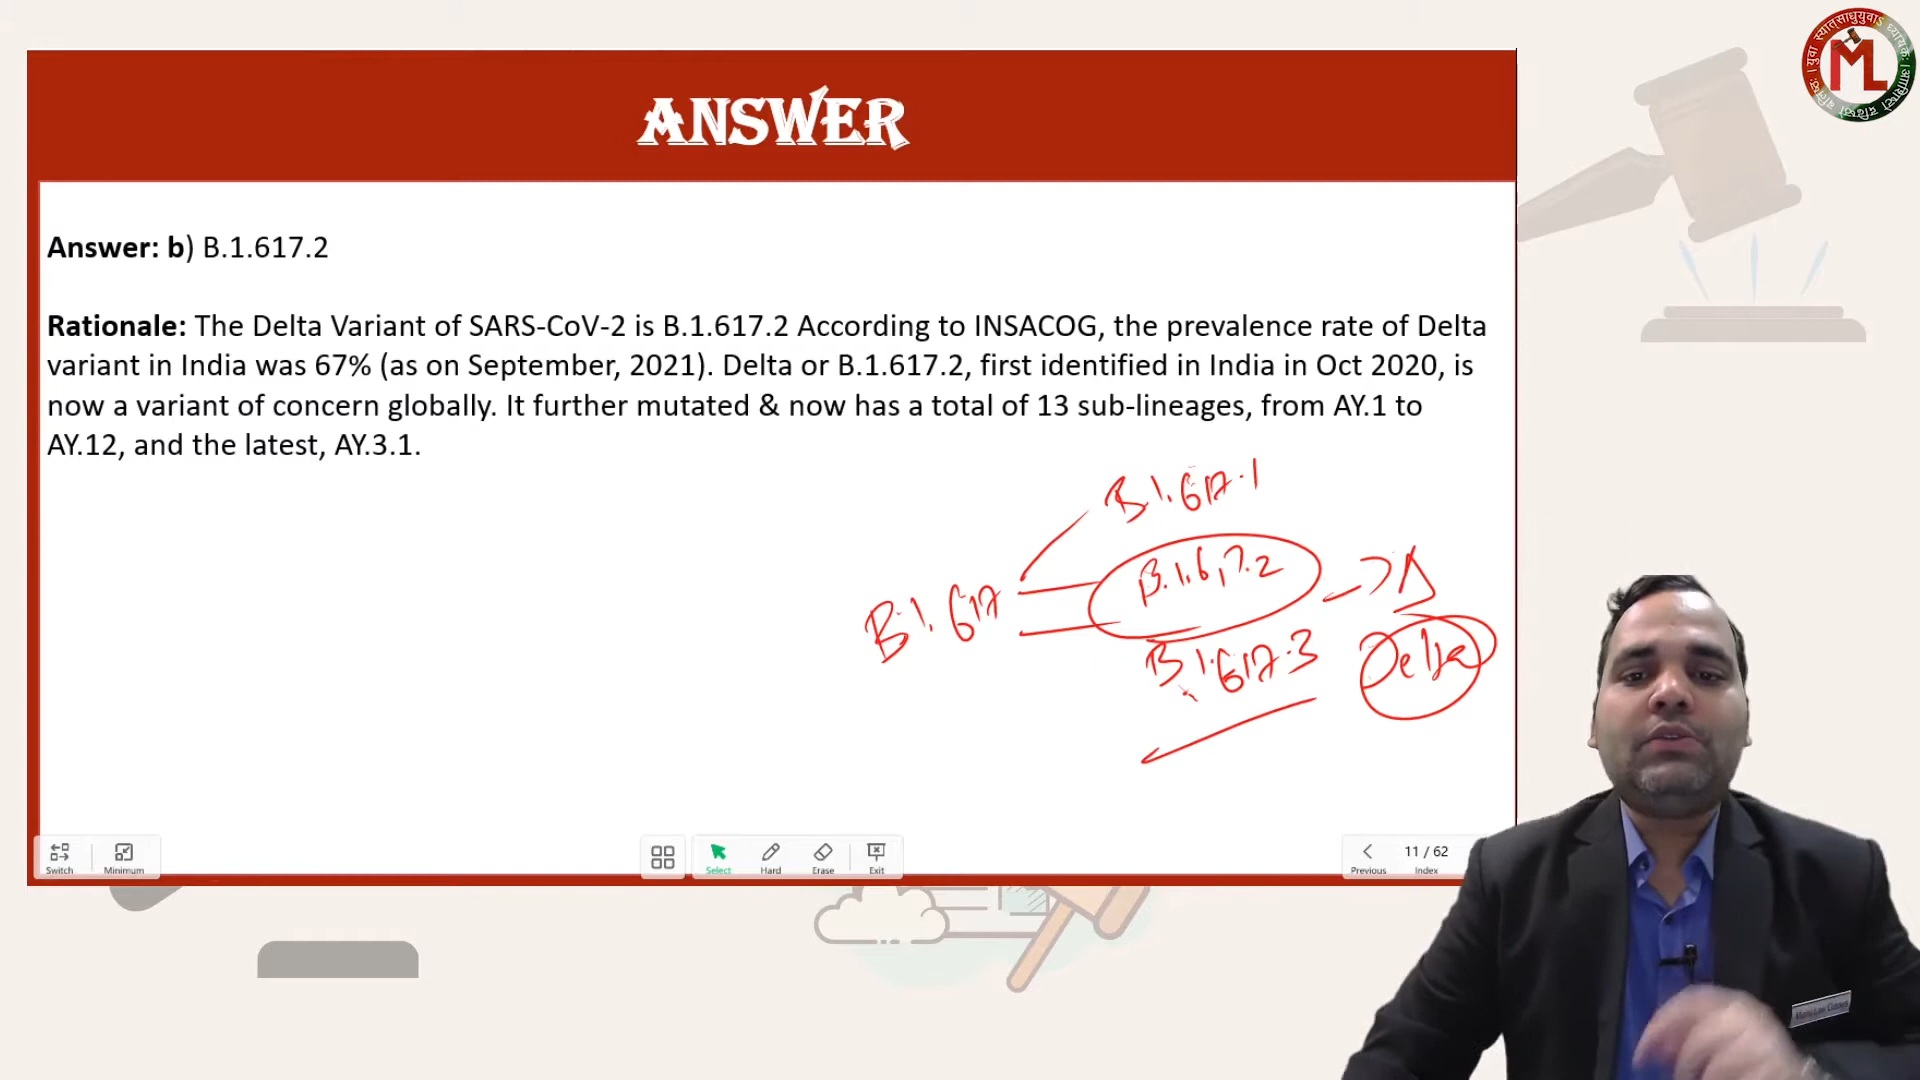 ANSWER
Answer: b) B.1.617.2
Rationale: The Delta Variant of SARS-CoV-2 is B.1.617.2 According to INSACOG, the prevalence rate of Delta
variant in India was 67% (as on September, 2021). Delta or B.1.617.2, first identified in India in Oct 2020, is
now a variant of concern globally. It further mutated & now has a total of 13 sub-lineages, from AY.1 to
AY.12, and the latest, AY.3.1.
B.1.617.1
B.1.617.2
Δ
B.1.617
B.1.617.3
Delta
Switch
Minimum
Select
Hard
Erase
Exit
Previous
11 / 62
Index
ML